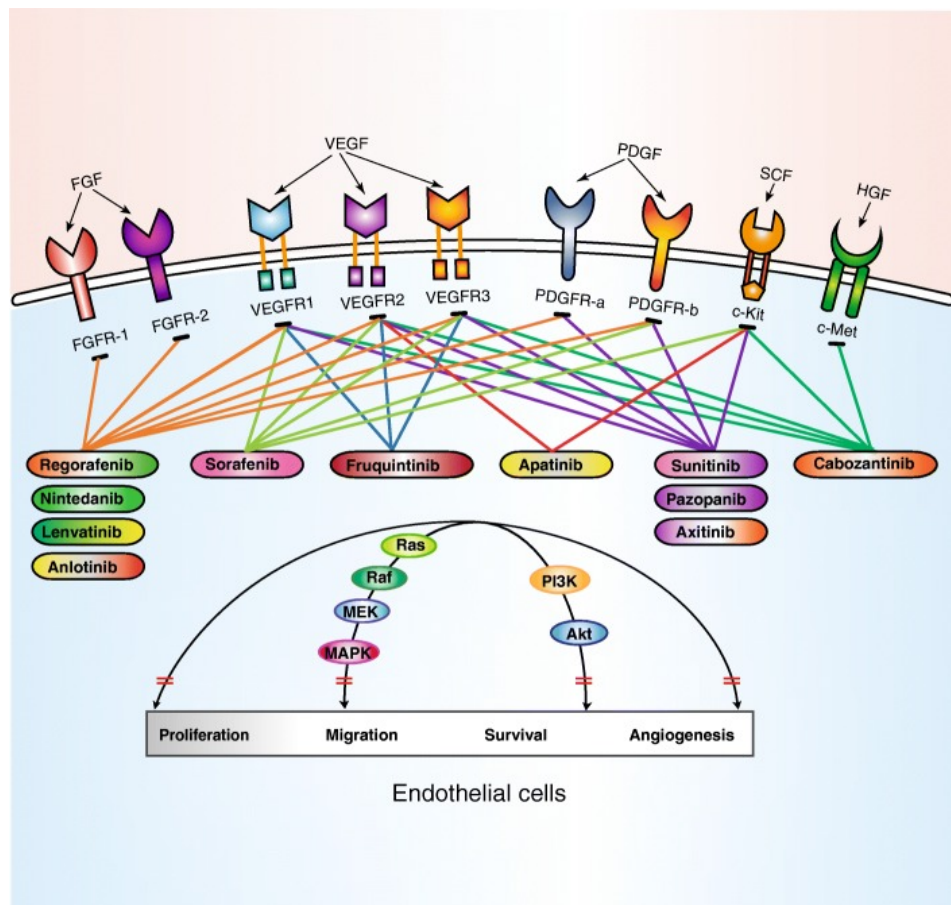 FGF
VEGF
PDGF
SCF
HGF
FGFR-1
FGFR-2
VEGFR1
VEGFR2
VEGFR3
PDGFR-a
PDGFR-b
c-Kit
c-Met
Regorafenib
Sorafenib
Fruquintinib
Apatinib
Sunitinib
Cabozantinib
Nintedanib
Pazopanib
Lenvatinib
Axitinib
Anlotinib
Ras
Raf
MEK
MAPK
PI3K
Akt
Proliferation Migration Survival Angiogenesis
Endothelial cells